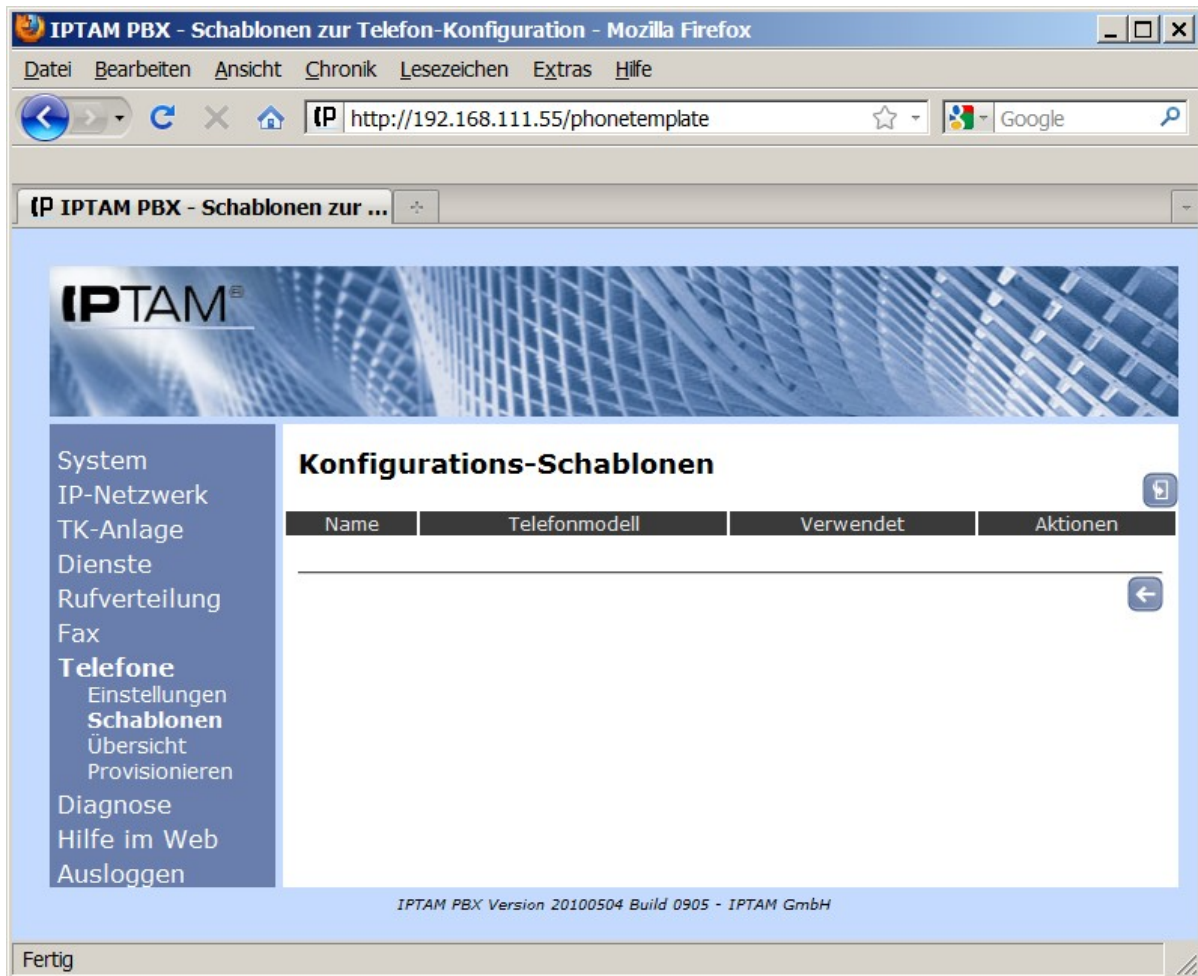 IPTAM PBX - Schablonen zur Telefon-Konfiguration - Mozilla Firefox
Datei Bearbeiten Ansicht Chronik Lesezeichen Extras Hilfe
(P http://192.168.111.55/phonetemplate Google
(P IPTAM PBX - Schablonen zur ...
(IPTAM®
System
IP-Netzwerk
TK-Anlage
Dienste
Rufverteilung
Fax
Telefone
Einstellungen
Schablonen
Übersicht
Provisionieren
Diagnose
Hilfe im Web
Ausloggen
Konfigurations-Schablonen
Name Telefonmodell Verwendet Aktionen
IPTAM PBX Version 20100504 Build 0905 - IPTAM GmbH
Fertig